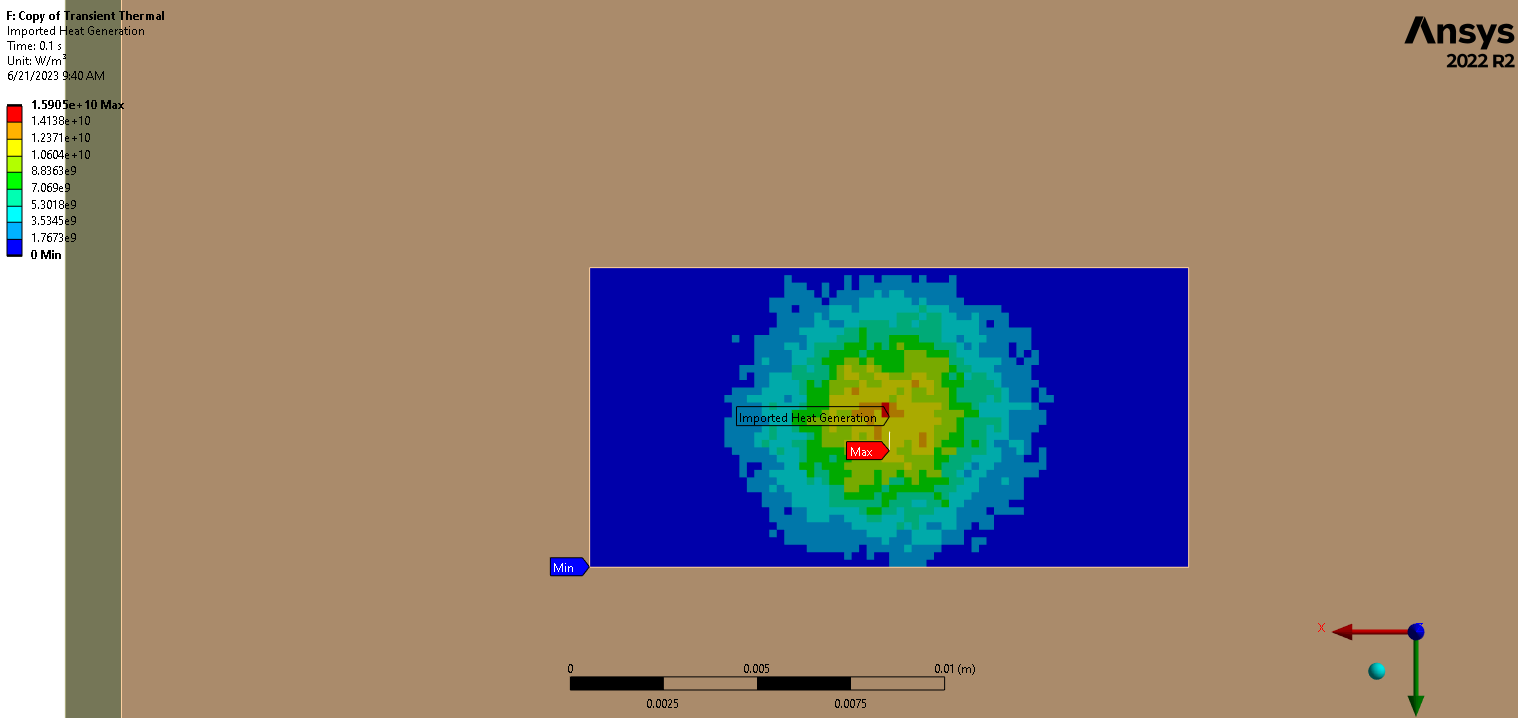 F: Copy of Transient Thermal
Imported Heat Generation
Time: 0.1 s
Unit: W/m³
6/21/2023 9:40 AM
1.5905e+10 Max
1.4138e+10
1.2371e+10
1.0604e+10
8.8363e9
7.069e9
5.3018e9
3.5345e9
1.7673e9
0 Min
Ansys
2022 R2
Imported Heat Generation
Max
Min
0
0.005
0.01 (m)
0.0025
0.0075
X